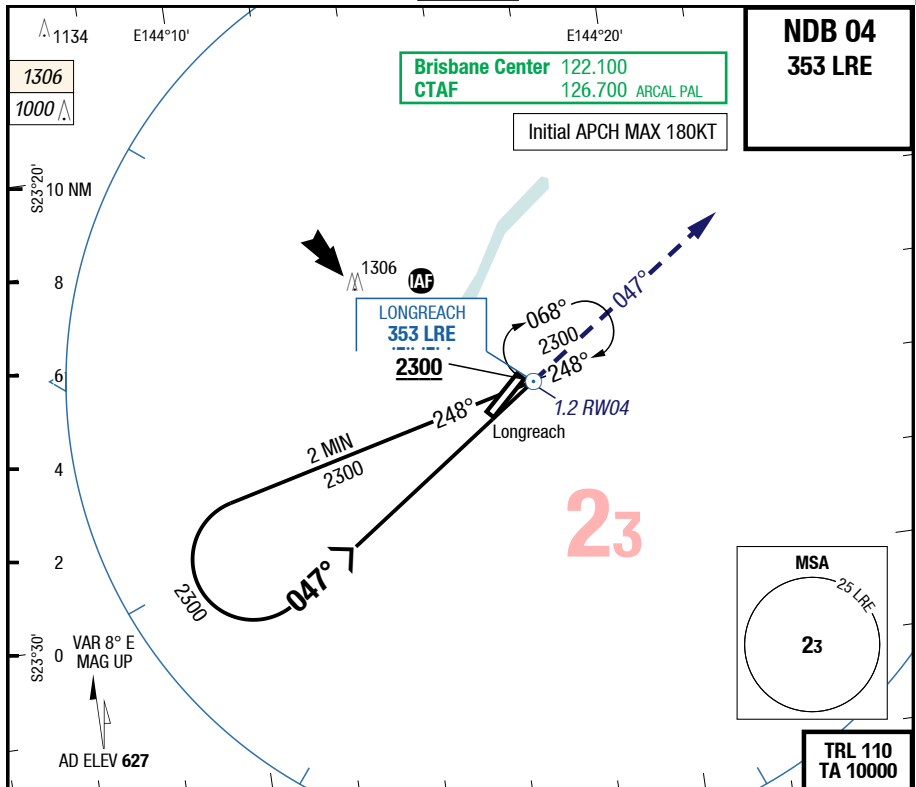 1134
E144°10'
E144°20'
NDB 04
353 LRE
1306
1000
Brisbane Center 122.100
CTAF 126.700 ARCAL PAL
Initial APCH MAX 180KT
S23°20'
10 NM
8
6
4
2
0
S23°30'
1306
IAF
LONGREACH
353 LRE
2300
068°
2300
248°
047°
1.2 RW04
Longreach
248°
2 MIN
2300
2300
047°
23
MSA
25 LRE
23
VAR 8° E
MAG UP
AD ELEV 627
TRL 110
TA 10000